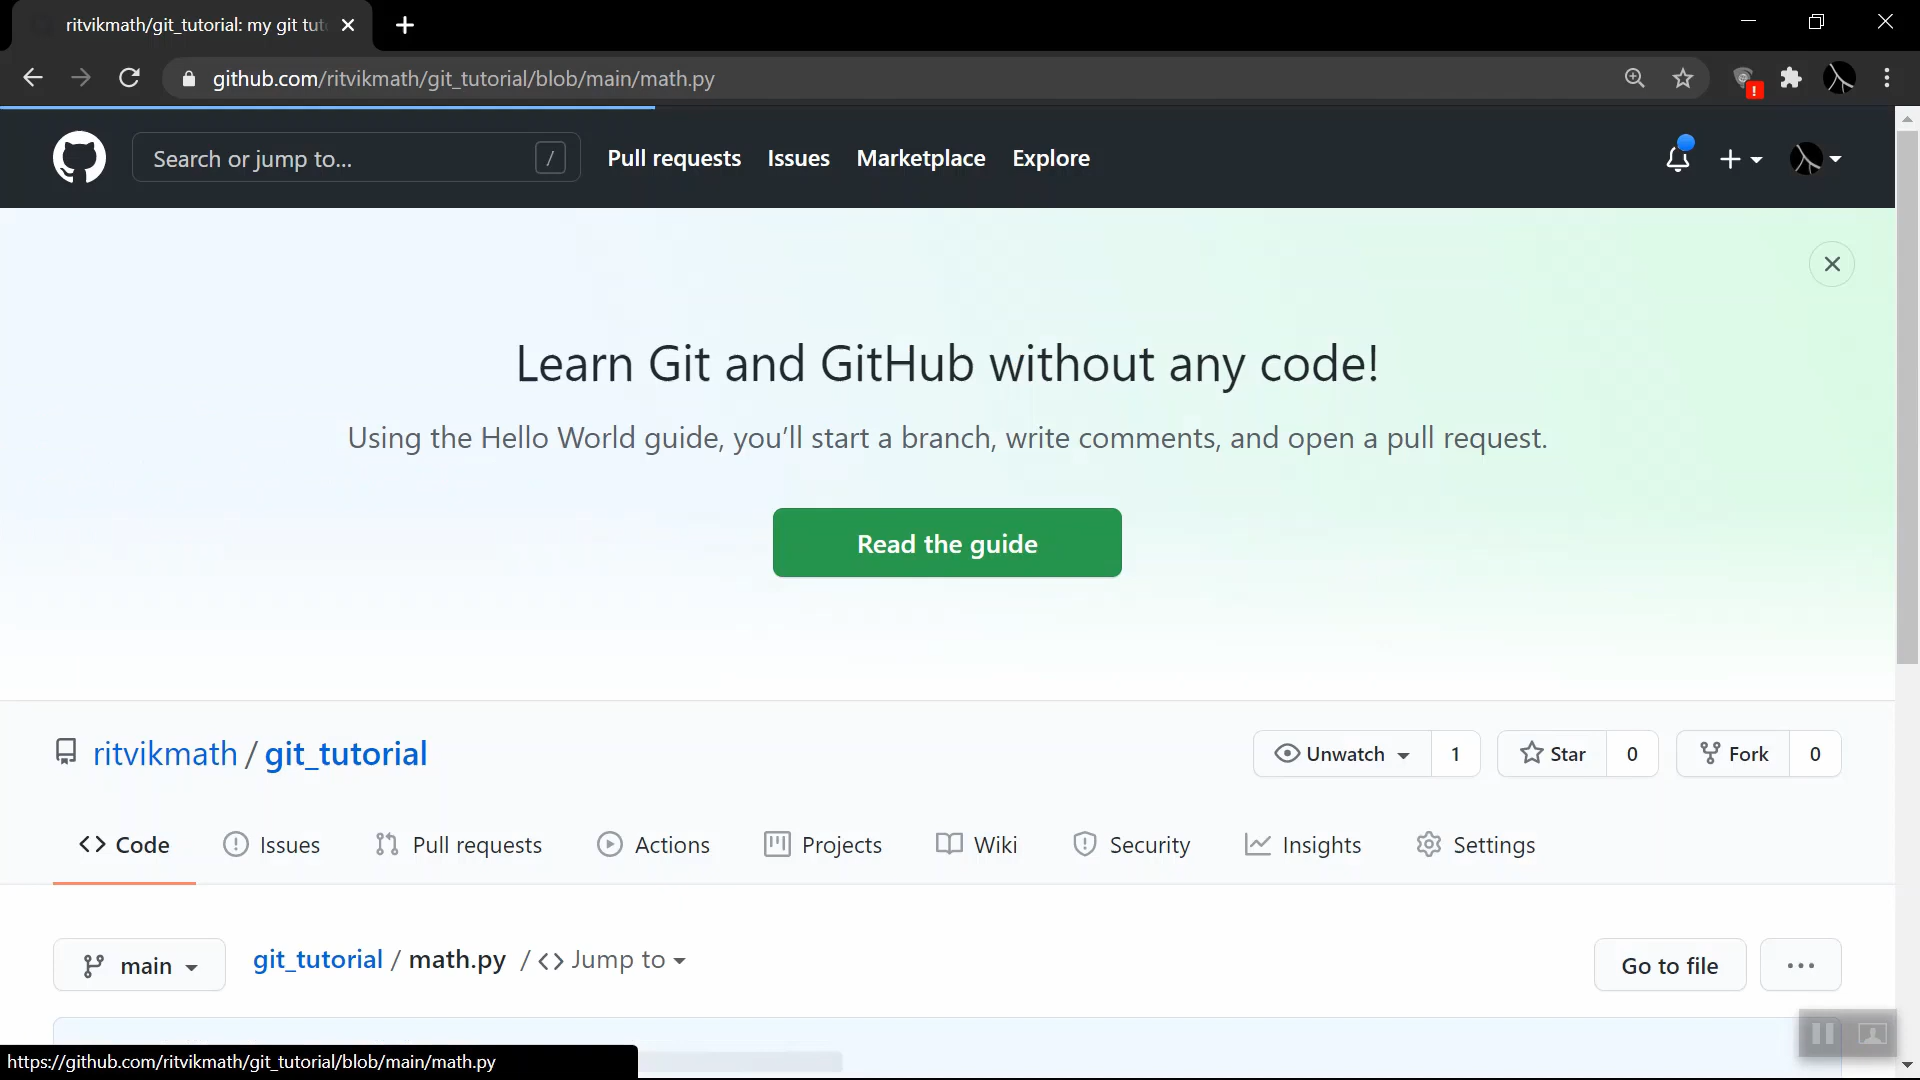 ritvikmath/git_tutorial: my git tut
github.com/ritvikmath/git_tutorial/blob/main/math.py
Search or jump to... /
Pull requests Issues Marketplace Explore
Learn Git and GitHub without any code!
Using the Hello World guide, you’ll start a branch, write comments, and open a pull request.
Read the guide
ritvikmath / git_tutorial
Unwatch 1 Star 0 Fork 0
Code Issues Pull requests Actions Projects Wiki Security Insights Settings
main git_tutorial / math.py / <> Jump to
Go to file ...
https://github.com/ritvikmath/git_tutorial/blob/main/math.py